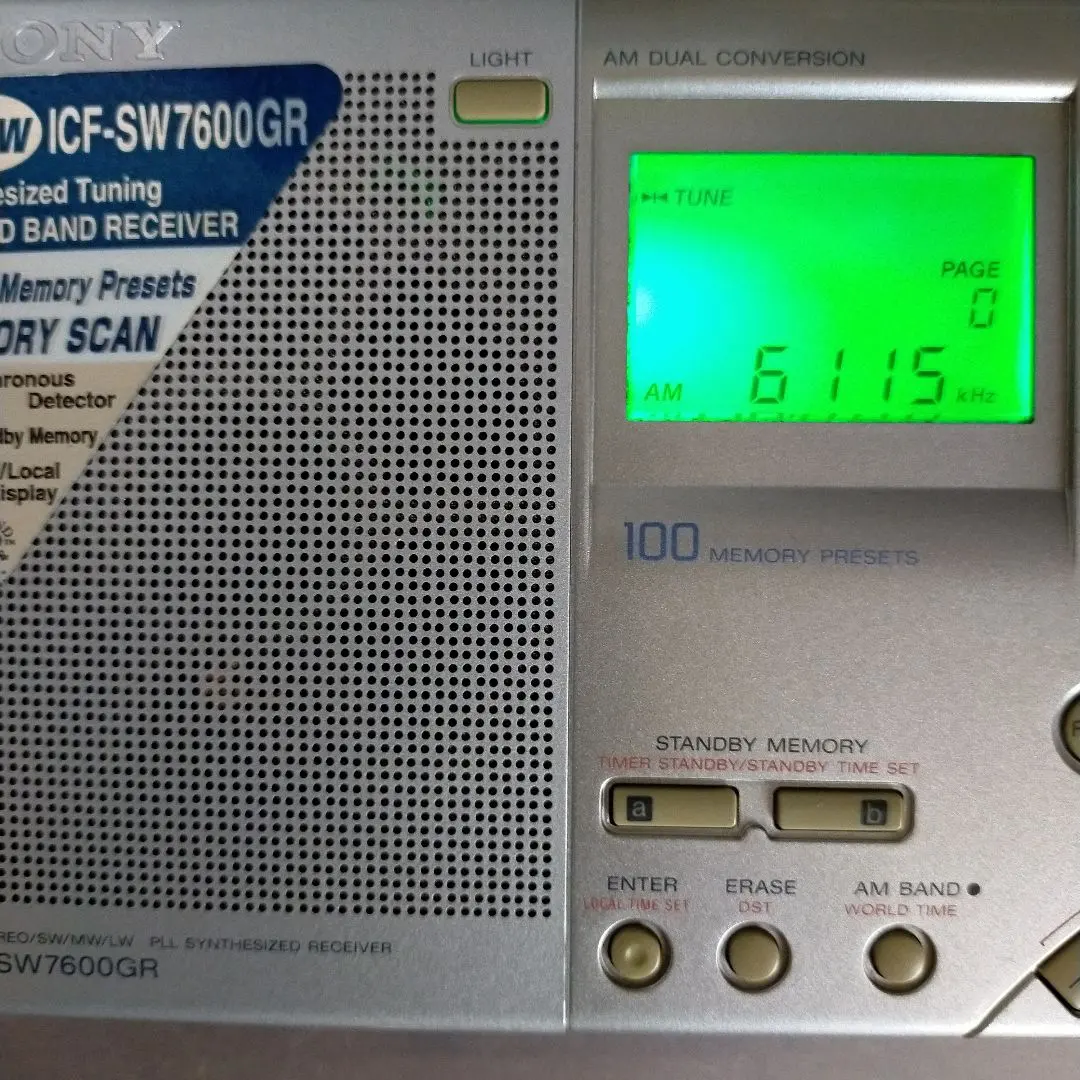 ONY
LIGHT
AM DUAL CONVERSION
W ICF-SW7600GR
esized Tuning
D BAND RECEIVER
Memory Presets
ORY SCAN
ronous
Detector
dby Memory
/Local
isplay
TUNE
PAGE
0
AM 6115 kHz
100 MEMORY PRESETS
STANDBY MEMORY
TIMER STANDBY/STANDBY TIME SET
a b
ENTER ERASE AM BAND
LOCAL TIME SET DST WORLD TIME
REO/SW/MW/LW PLL SYNTHESIZED RECEIVER
SW7600GR